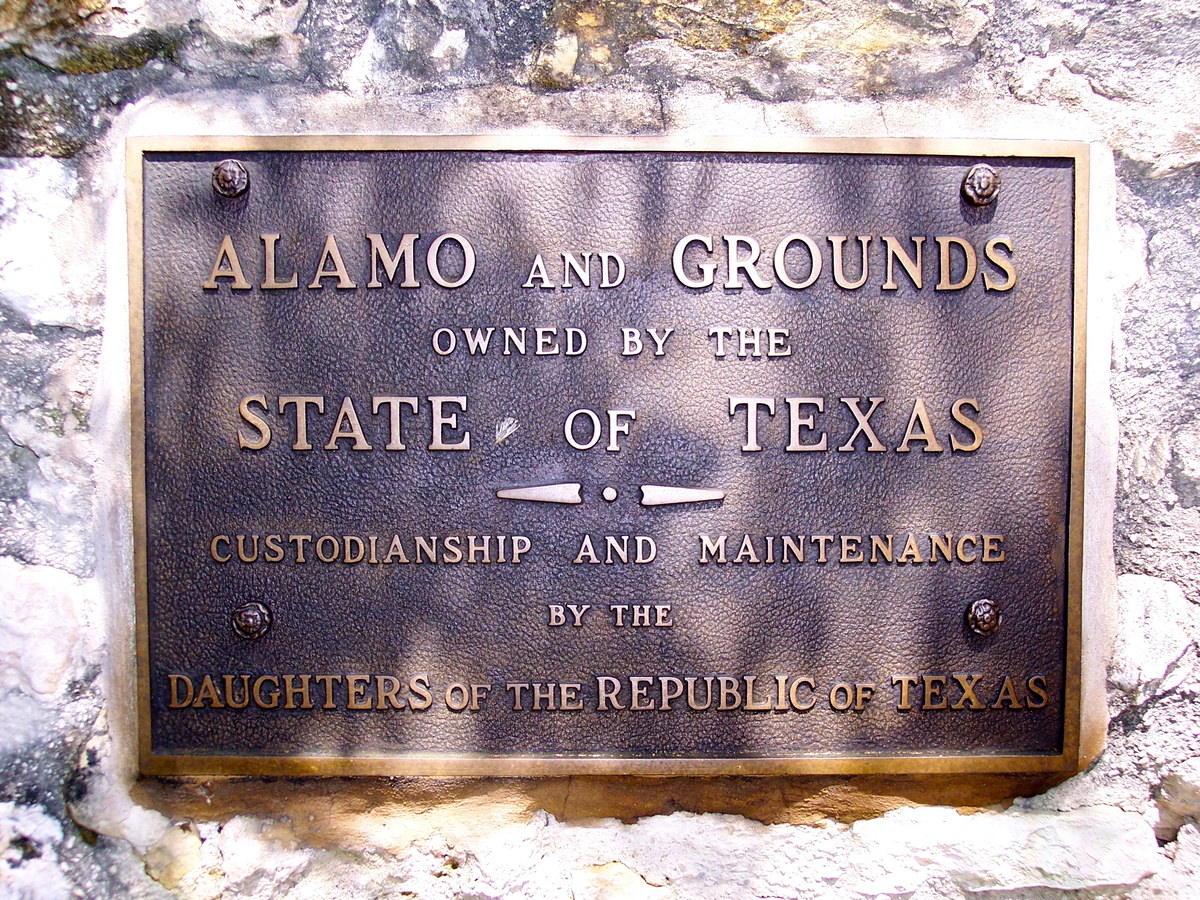 ALAMO AND GROUNDS
OWNED BY THE
STATE OF TEXAS
CUSTODIANSHIP AND MAINTENANCE
BY THE
DAUGHTERS OF THE REPUBLIC OF TEXAS